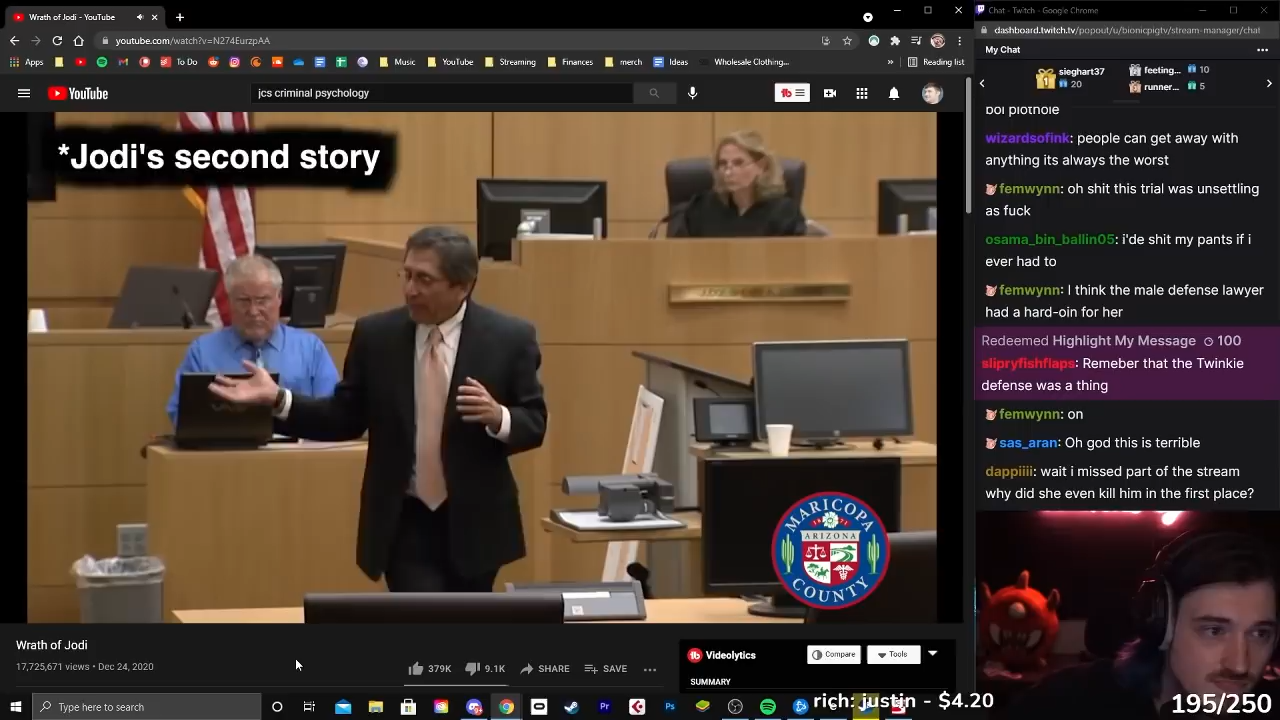 Wrath of Jodi - YouTube
youtube.com/watch?v=N274EurzpAA
Apps
To Do
Music
YouTube
Streaming
Finances
merch
Ideas
Wholesale Clothing...
Reading list
YouTube
jcs criminal psychology
*Jodi's second story
MARICOPA
ARIZONA
COUNTY
Wrath of Jodi
17,725,671 views • Dec 24, 2020
379K
9.1K
SHARE
SAVE
Videolytics
Compare
Tools
SUMMARY
Type here to search
rich: justin - $4.20
195/250
Chat - Twitch - Google Chrome
dashboard.twitch.tv/popout/u/bionicpigtv/stream-manager/chat
My Chat
sieghart37
20
feeting...
10
runner...
5
boi plothole
wizardsofink: people can get away with
anything its always the worst
femwynn: oh shit this trial was unsettling
as fuck
osama_bin_ballin05: i'de shit my pants if i
ever had to
femwynn: I think the male defense lawyer
had a hard-oin for her
Redeemed Highlight My Message 100
slipryfishflaps: Remeber that the Twinkie
defense was a thing
femwynn: on
sas_aran: Oh god this is terrible
dappiiii: wait i missed part of the stream
why did she even kill him in the first place?